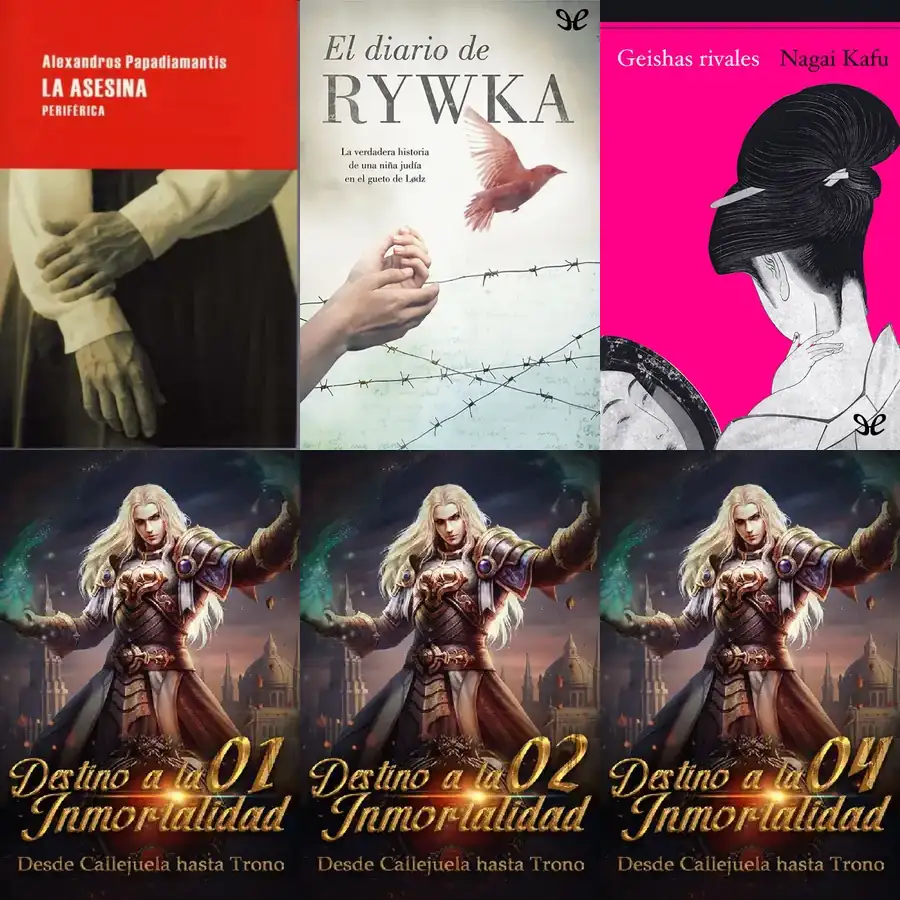 Alexandros Papadiamantis
LA ASESINA
PERIFÉRICA
El diario de
RYWKA
La verdadera historia
de una niña judía
en el gueto de Lødz
Geishas rivales Nagai Kafu
Destino a la 01
Inmortalidad
Desde Callejuela hasta Trono
Destino a la 02
Inmortalidad
Desde Callejuela hasta Trono
Destino a la 04
Inmortalidad
Desde Callejuela hasta Trono